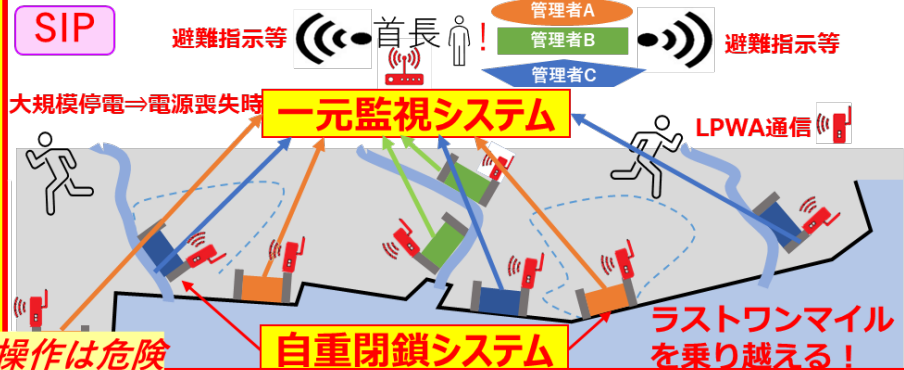 SIP
避難指示等
首長
!
管理者A
管理者B
管理者C
避難指示等
大規模停電⇒電源喪失時
一元監視システム
LPWA通信
操作は危険
自重閉鎖システム
ラストワンマイル
を乗り越える!